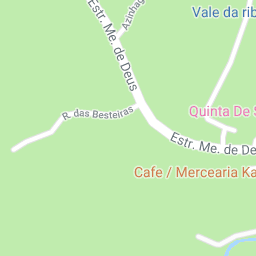 Vale da rib
Azinhag
Estr. Me. de Deus
R. das Besteiras
Quinta De S
Estr. Me. de De
Cafe / Mercearia Ka